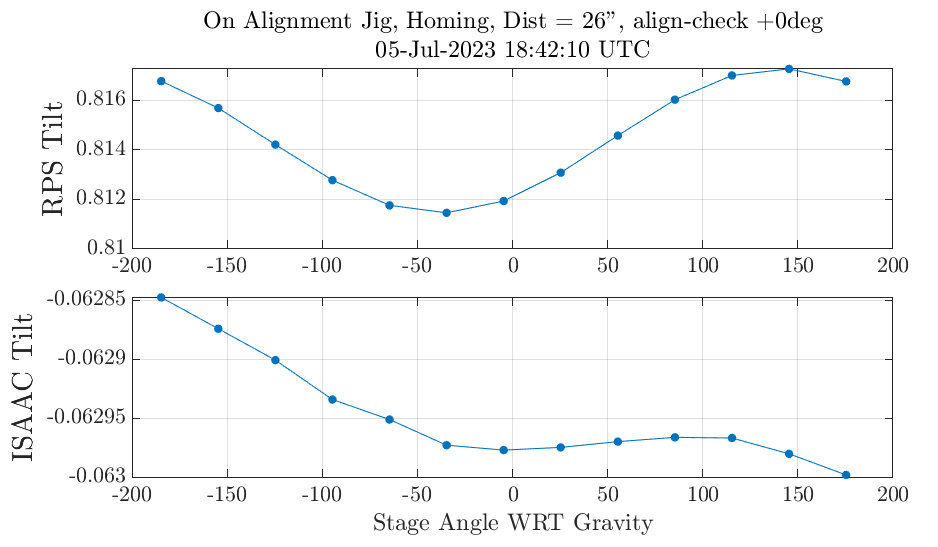 On Alignment Jig, Homing, Dist = 26”, align-check +0deg
05-Jul-2023 18:42:10 UTC
RPS Tilt
0.816
0.814
0.812
0.81
-200 -150 -100 -50 0 50 100 150 200
ISAAC Tilt
-0.06285
-0.0629
-0.06295
-0.063
-200 -150 -100 -50 0 50 100 150 200
Stage Angle WRT Gravity